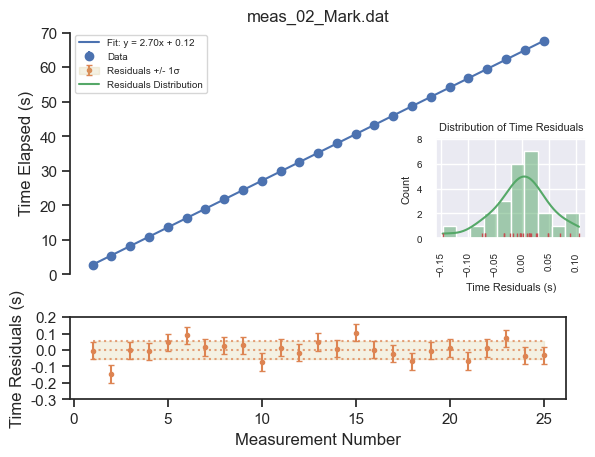 meas_02_Mark.dat
Time Elapsed (s)
70
60
50
40
30
20
10
0
Fit: y = 2.70x + 0.12
Data
Residuals +/- 1σ
Residuals Distribution
Distribution of Time Residuals
Count
8
6
4
2
0
-0.15
-0.10
-0.05
0.00
0.05
0.10
Time Residuals (s)
Time Residuals (s)
0.2
0.1
0.0
-0.1
-0.2
-0.3
0 5 10 15 20 25
Measurement Number